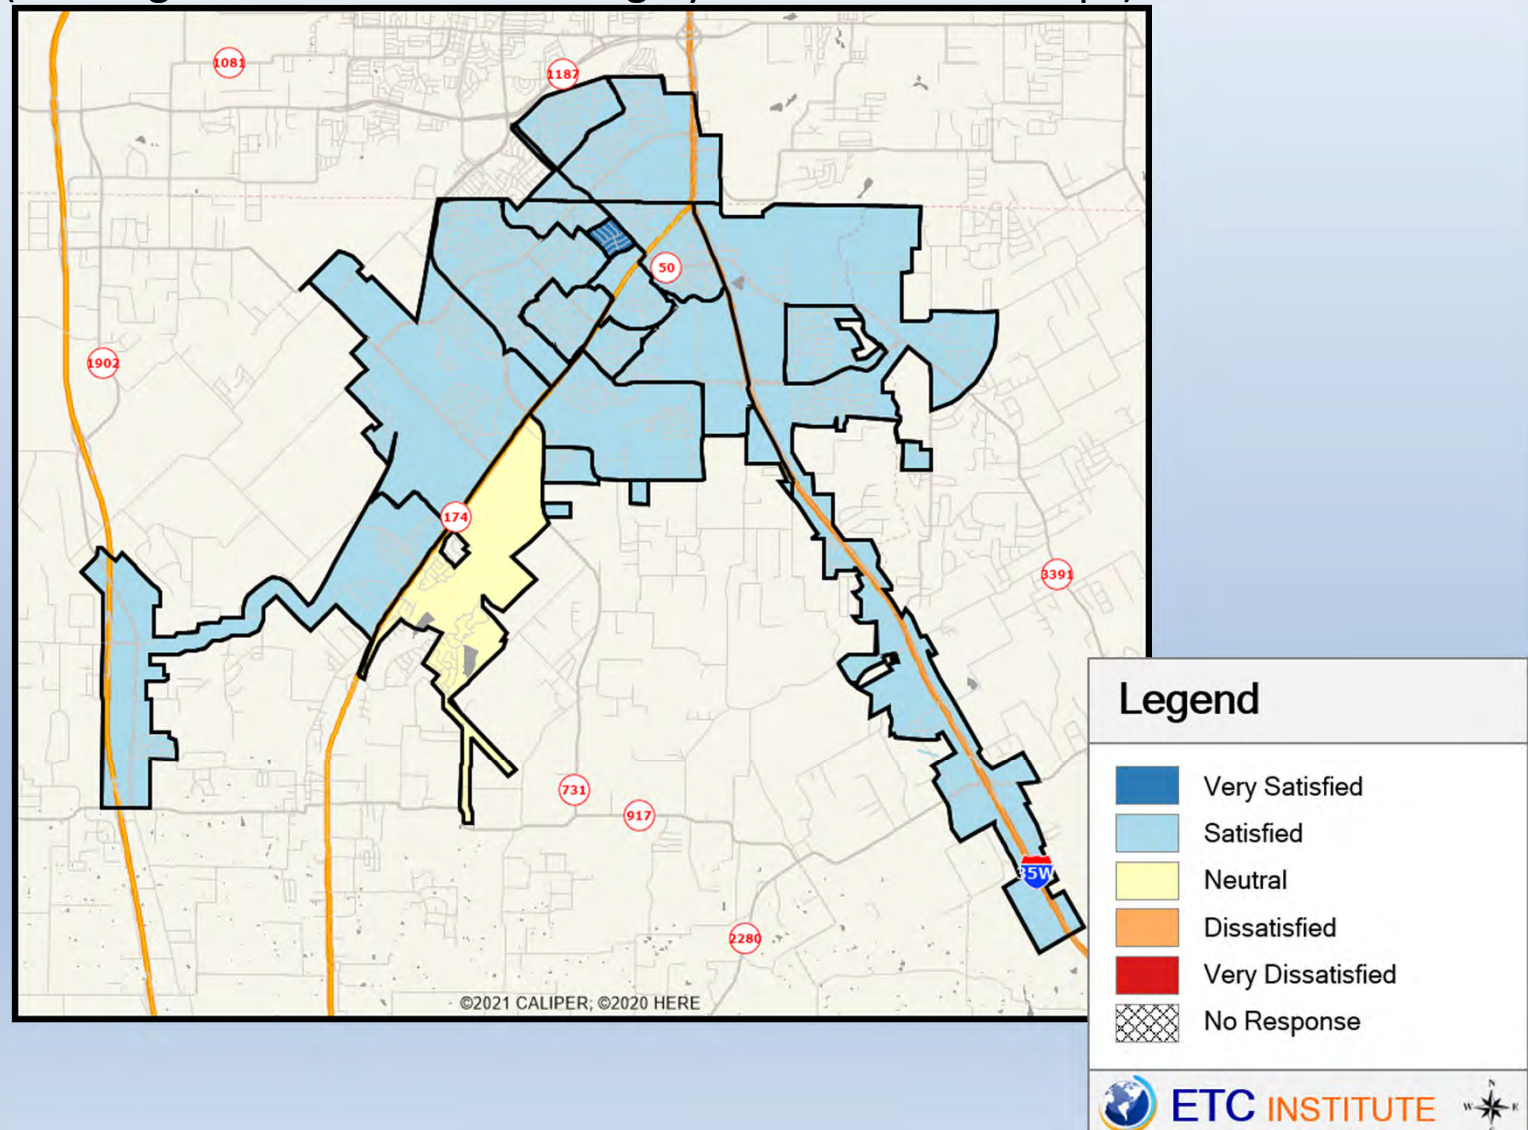 1081
1187
50
1902
174
3391
731
917
35W
2280
©2021 CALIPER; ©2020 HERE
Legend
Very Satisfied
Satisfied
Neutral
Dissatisfied
Very Dissatisfied
No Response
ETC INSTITUTE
N
W E